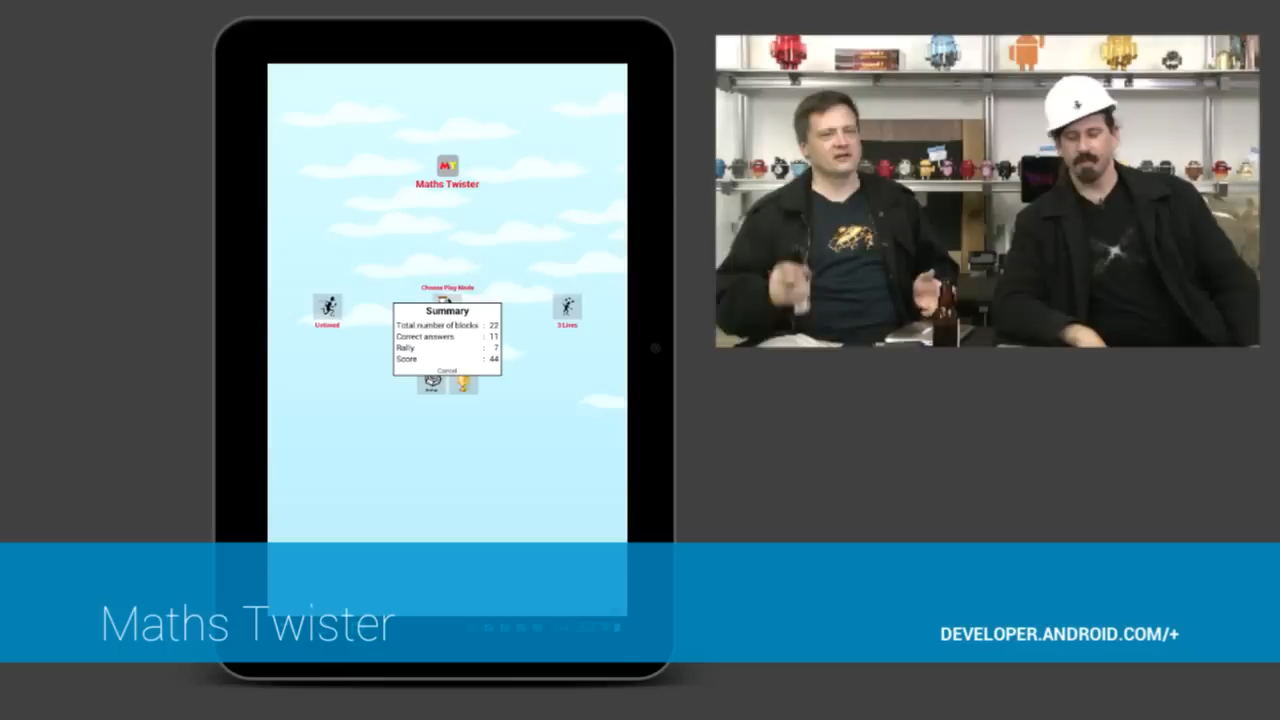 MT
Maths Twister
Choose Play Mode
Untimed
3 Lives
Summary
Total number of blocks : 22
Correct answers : 11
Rally : 7
Score : 44
Cancel
Maths Twister
DEVELOPER.ANDROID.COM/+